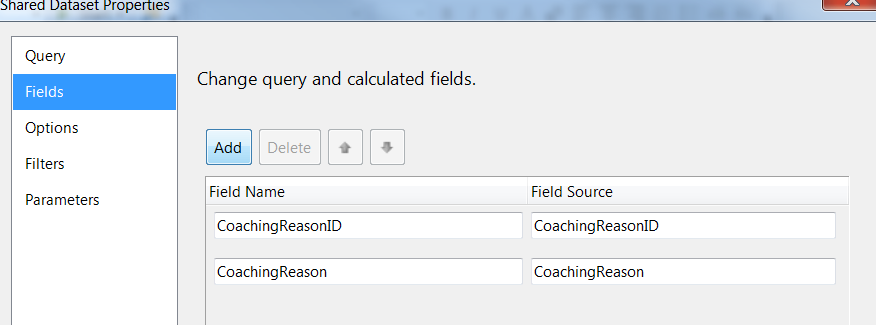 Shared Dataset Properties
Query
Fields
Options
Filters
Parameters
Change query and calculated fields.
Add Delete
Field Name Field Source
CoachingReasonID CoachingReasonID
CoachingReason CoachingReason